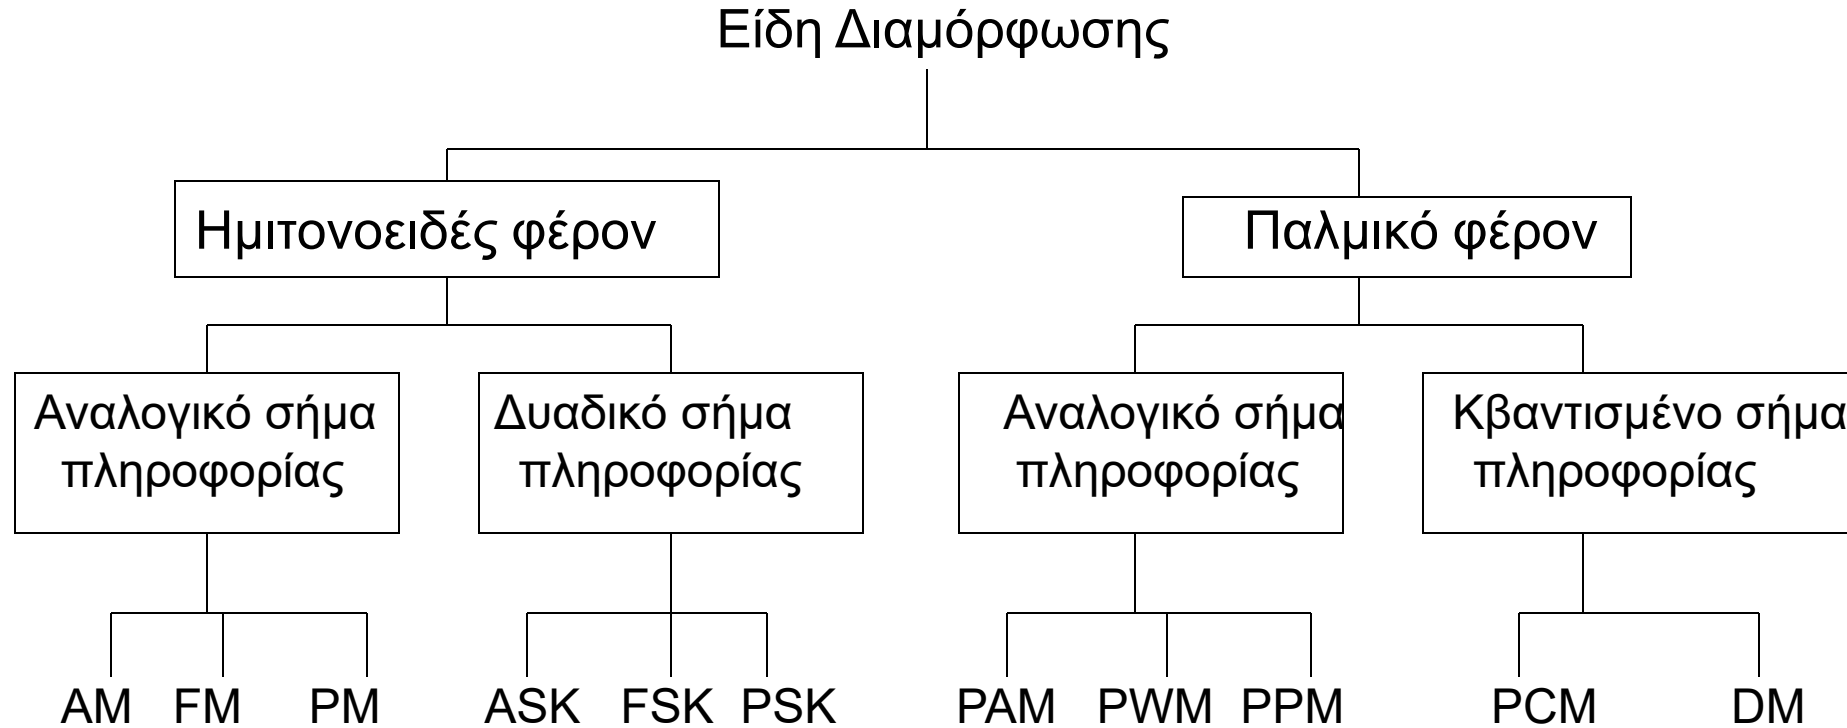 Είδη Διαμόρφωσης
Ημιτονοειδές φέρον
Παλμικό φέρον
Αναλογικό σήμα
πληροφορίας
Δυαδικό σήμα
πληροφορίας
Αναλογικό σήμα
πληροφορίας
Κβαντισμένο σήμα
πληροφορίας
AM FM PM
ASK FSK PSK
PAM PWM PPM
PCM DM